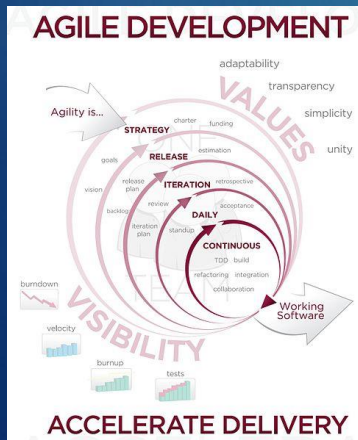 AGILE DEVELOPMENT
adaptability
transparency
simplicity
unity
VALUES
Agility is...
charter
funding
STRATEGY
goals
estimation
RELEASE
vision
release
plan
retrospective
ITERATION
backlog
review
acceptance
DAILY
iteration
plan
standup
CONTINUOUS
TDD build
refactoring integration
collaboration
ONE
TEAM
Working
Software
VISIBILITY
burndown
velocity
burnup
tests
ACCELERATE DELIVERY